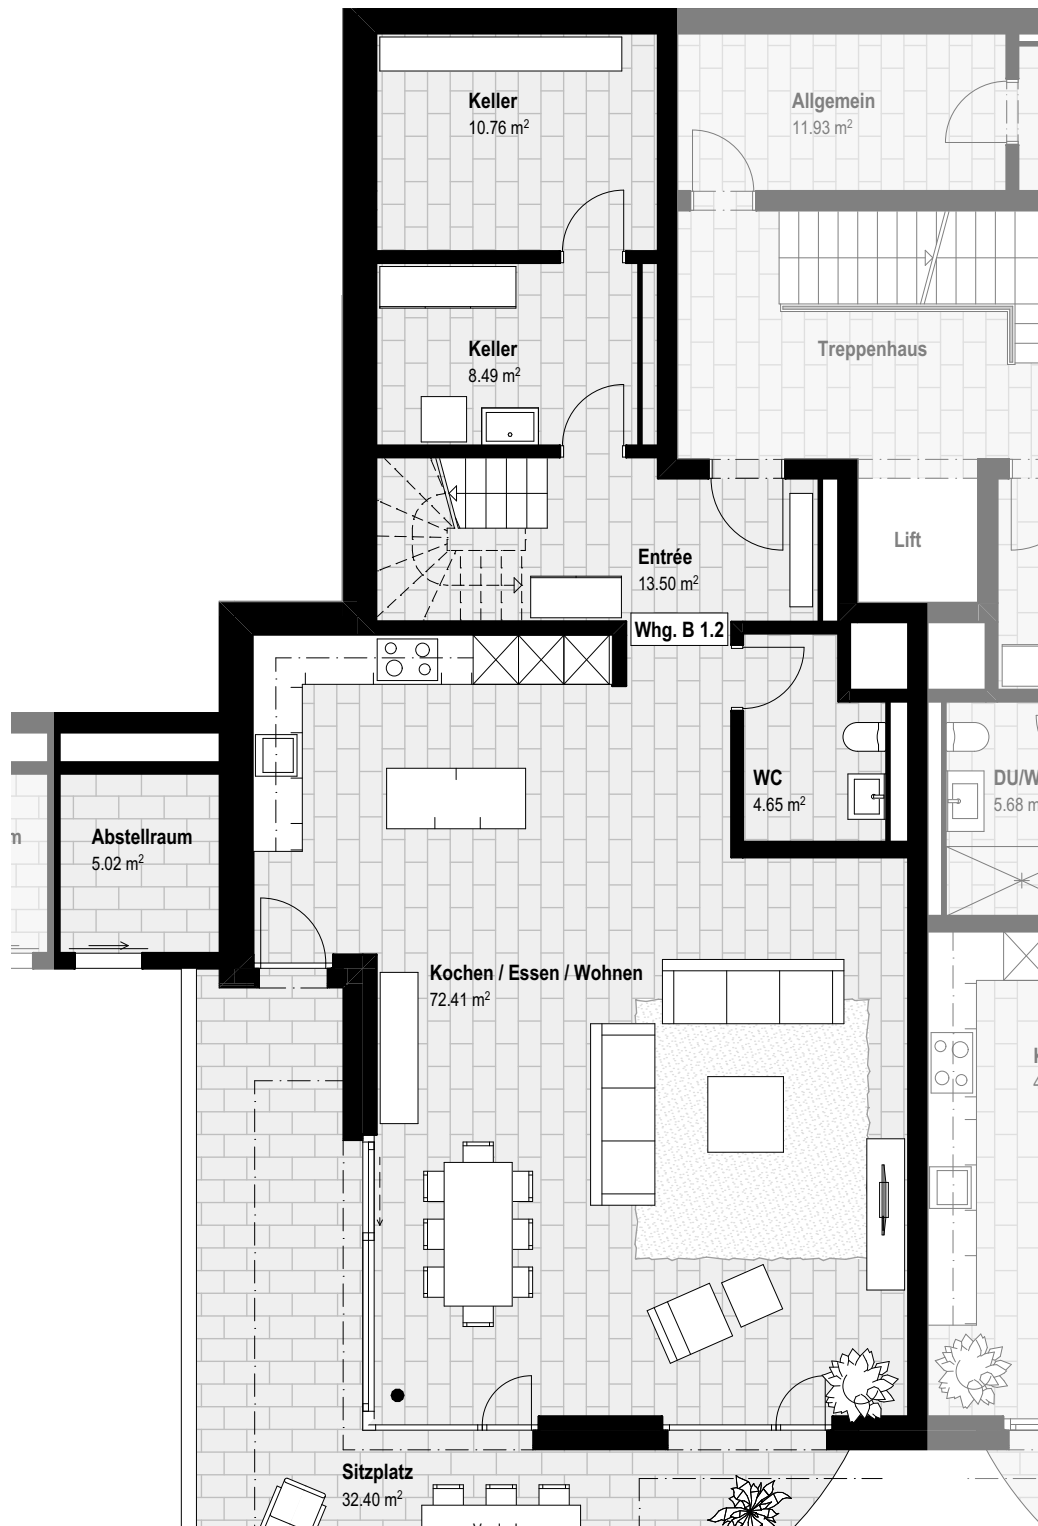 Keller
10.76 m²
Allgemein
11.93 m²
Keller
8.49 m²
Treppenhaus
Lift
Entrée
13.50 m²
Whg. B 1.2
WC
4.65 m²
DU/W
5.68 m
m
Abstellraum
5.02 m²
Kochen / Essen / Wohnen
72.41 m²
K
4
Sitzplatz
32.40 m²